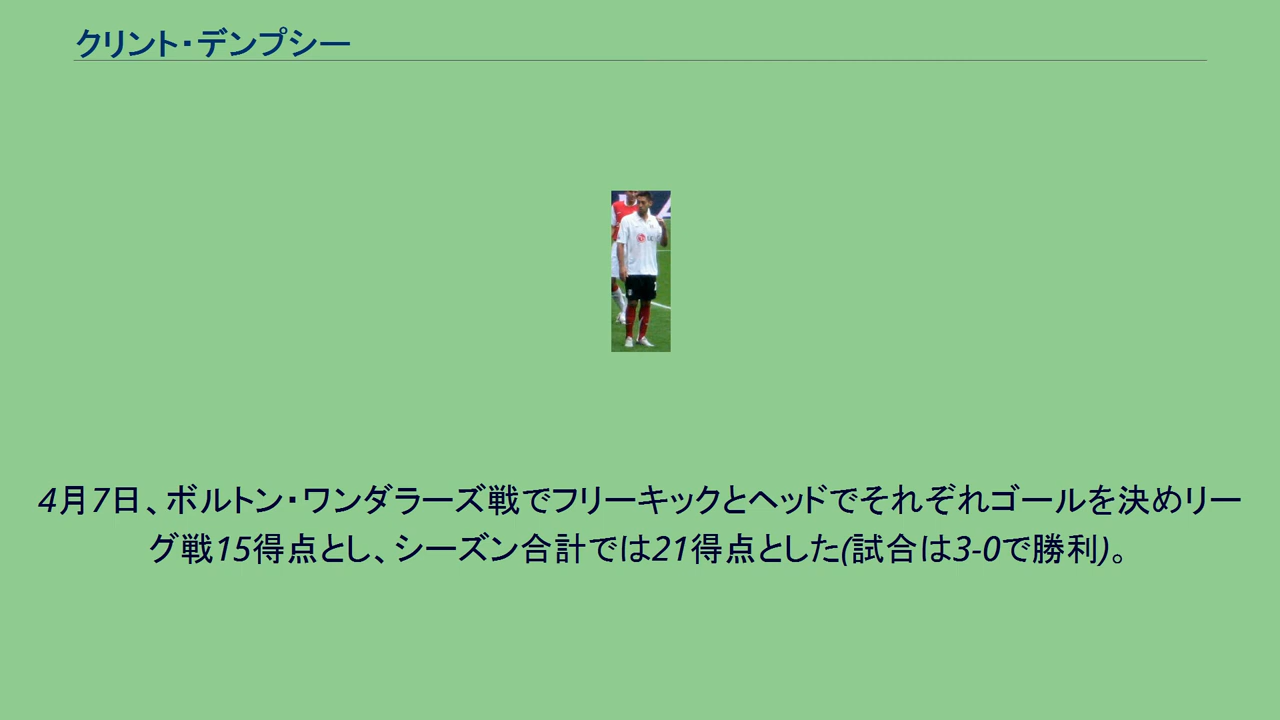 クリント・デンプシー
4月7日、ボルトン・ワンダラーズ戦でフリーキックとヘッドでそれぞれゴールを決めリー
グ戦15得点とし、シーズン合計では21得点とした(試合は3-0で勝利)。